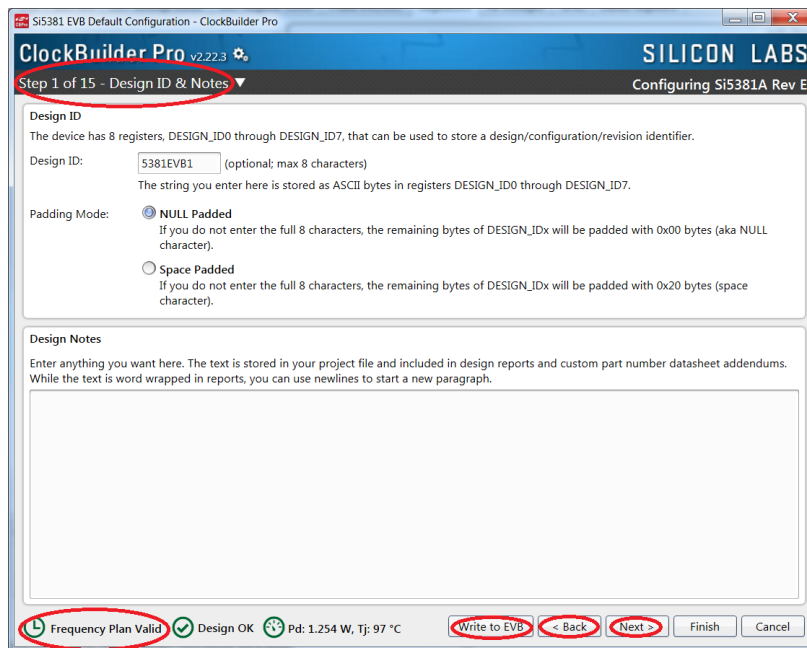 Si5381 EVB Default Configuration - ClockBuilder Pro
ClockBuilder Pro v2.22.3
SILICON LABS
Step 1 of 15 - Design ID & Notes ▼
Configuring Si5381A Rev E
Design ID
The device has 8 registers, DESIGN_ID0 through DESIGN_ID7, that can be used to store a design/configuration/revision identifier.
Design ID: 5381EVB1 (optional; max 8 characters)
The string you enter here is stored as ASCII bytes in registers DESIGN_ID0 through DESIGN_ID7.
Padding Mode: NULL Padded
If you do not enter the full 8 characters, the remaining bytes of DESIGN_IDx will be padded with 0x00 bytes (aka NULL
character).
Space Padded
If you do not enter the full 8 characters, the remaining bytes of DESIGN_IDx will be padded with 0x20 bytes (space
character).
Design Notes
Enter anything you want here. The text is stored in your project file and included in design reports and custom part number datasheet addendums.
While the text is word wrapped in reports, you can use newlines to start a new paragraph.
Frequency Plan Valid Design OK Pd: 1.254 W, Tj: 97 °C Write to EVB < Back Next > Finish Cancel